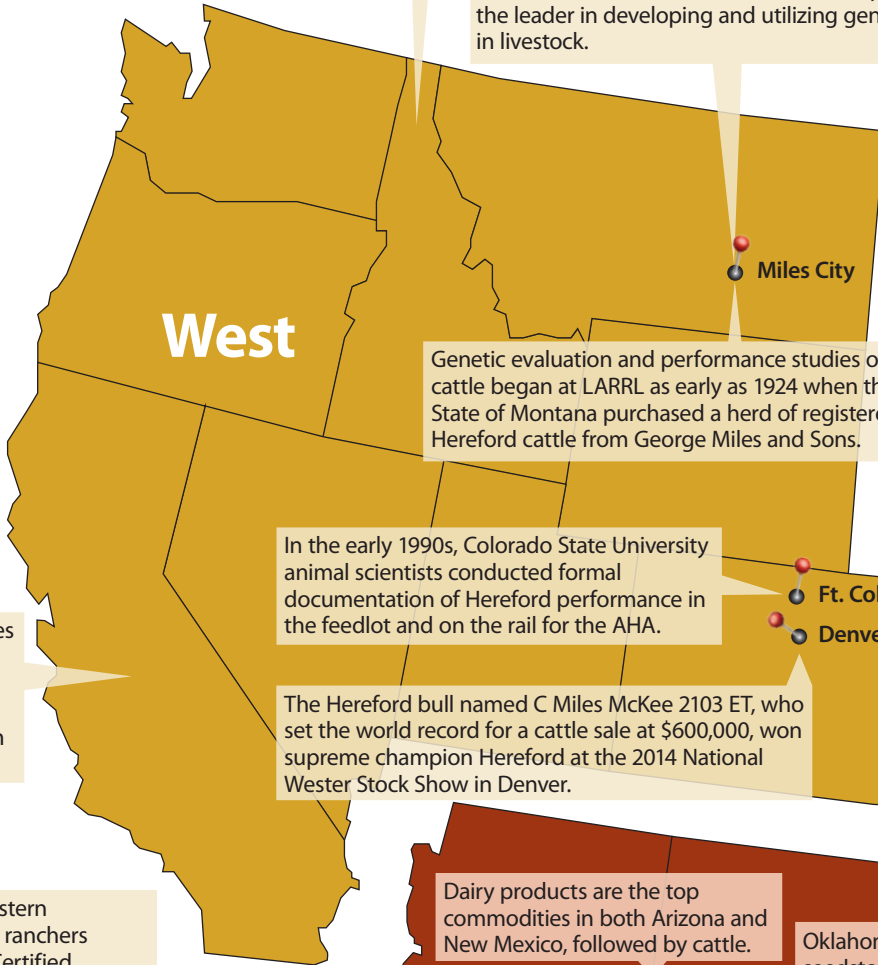 the leader in developing and utilizing gen
in livestock.
Miles City
West
Genetic evaluation and performance studies o
cattle began at LARRL as early as 1924 when th
State of Montana purchased a herd of registere
Hereford cattle from George Miles and Sons.
In the early 1990s, Colorado State University
animal scientists conducted formal
documentation of Hereford performance in
the feedlot and on the rail for the AHA.
Ft. Col
Denve
es
n
The Hereford bull named C Miles McKee 2103 ET, who
set the world record for a cattle sale at $600,000, won
supreme champion Hereford at the 2014 National
Wester Stock Show in Denver.
stern
ranchers
Certified
Dairy products are the top
commodities in both Arizona and
New Mexico, followed by cattle.
Oklahom